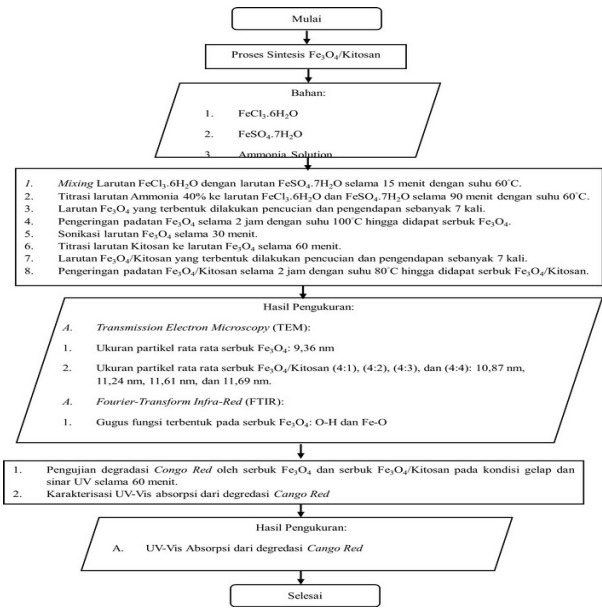 Mulai
Proses Sintesis Fe₃O₄/Kitosan
Bahan:
1. FeCl₃.6H₂O
2. FeSO₄.7H₂O
3. Ammonia Solution
1. Mixing Larutan FeCl₃.6H₂O dengan larutan FeSO₄.7H₂O selama 15 menit dengan suhu 60°C.
2. Titrasi larutan Ammonia 40% ke larutan FeCl₃.6H₂O dan FeSO₄.7H₂O selama 90 menit dengan suhu 60°C.
3. Larutan Fe₃O₄ yang terbentuk dilakukan pencucian dan pengendapan sebanyak 7 kali.
4. Pengeringan padatan Fe₃O₄ selama 2 jam dengan suhu 100°C hingga didapat serbuk Fe₃O₄.
5. Sonikasi larutan Fe₃O₄ selama 30 menit.
6. Titrasi larutan Kitosan ke larutan Fe₃O₄ selama 60 menit.
7. Larutan Fe₃O₄/Kitosan yang terbentuk dilakukan pencucian dan pengendapan sebanyak 7 kali.
8. Pengeringan padatan Fe₃O₄/Kitosan selama 2 jam dengan suhu 80°C hingga didapat serbuk Fe₃O₄/Kitosan.
Hasil Pengukuran:
A. Transmission Electron Microscopy (TEM):
1. Ukuran partikel rata rata serbuk Fe₃O₄: 9,36 nm
2. Ukuran partikel rata rata serbuk Fe₃O₄/Kitosan (4:1), (4:2), (4:3), dan (4:4): 10,87 nm,
11,24 nm, 11,61 nm, dan 11,69 nm.
A. Fourier-Transform Infra-Red (FTIR):
1. Gugus fungsi terbentuk pada serbuk Fe₃O₄: O-H dan Fe-O
1. Pengujian degradasi Congo Red oleh serbuk Fe₃O₄ dan serbuk Fe₃O₄/Kitosan pada kondisi gelap dan
sinar UV selama 60 menit.
2. Karakterisasi UV-Vis absorpsi dari degredasi Cango Red
Hasil Pengukuran:
A. UV-Vis Absorpsi dari degredasi Cango Red
Selesai